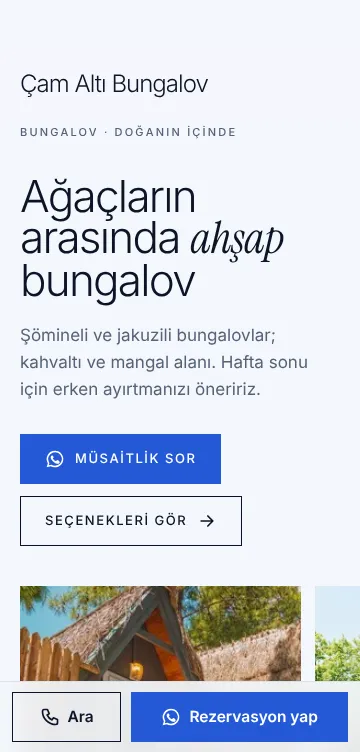 Çam Altı Bungalov
BUNGALOV · DOĞANIN İÇİNDE
Ağaçların
arasında ahşap
bungalov
Şömineli ve jakuzili bungalovlar;
kahvaltı ve mangal alanı. Hafta sonu
için erken ayırtmanızı öneririz.
MÜSAİTLİK SOR
SEÇENEKLERİ GÖR
Ara
Rezervasyon yap